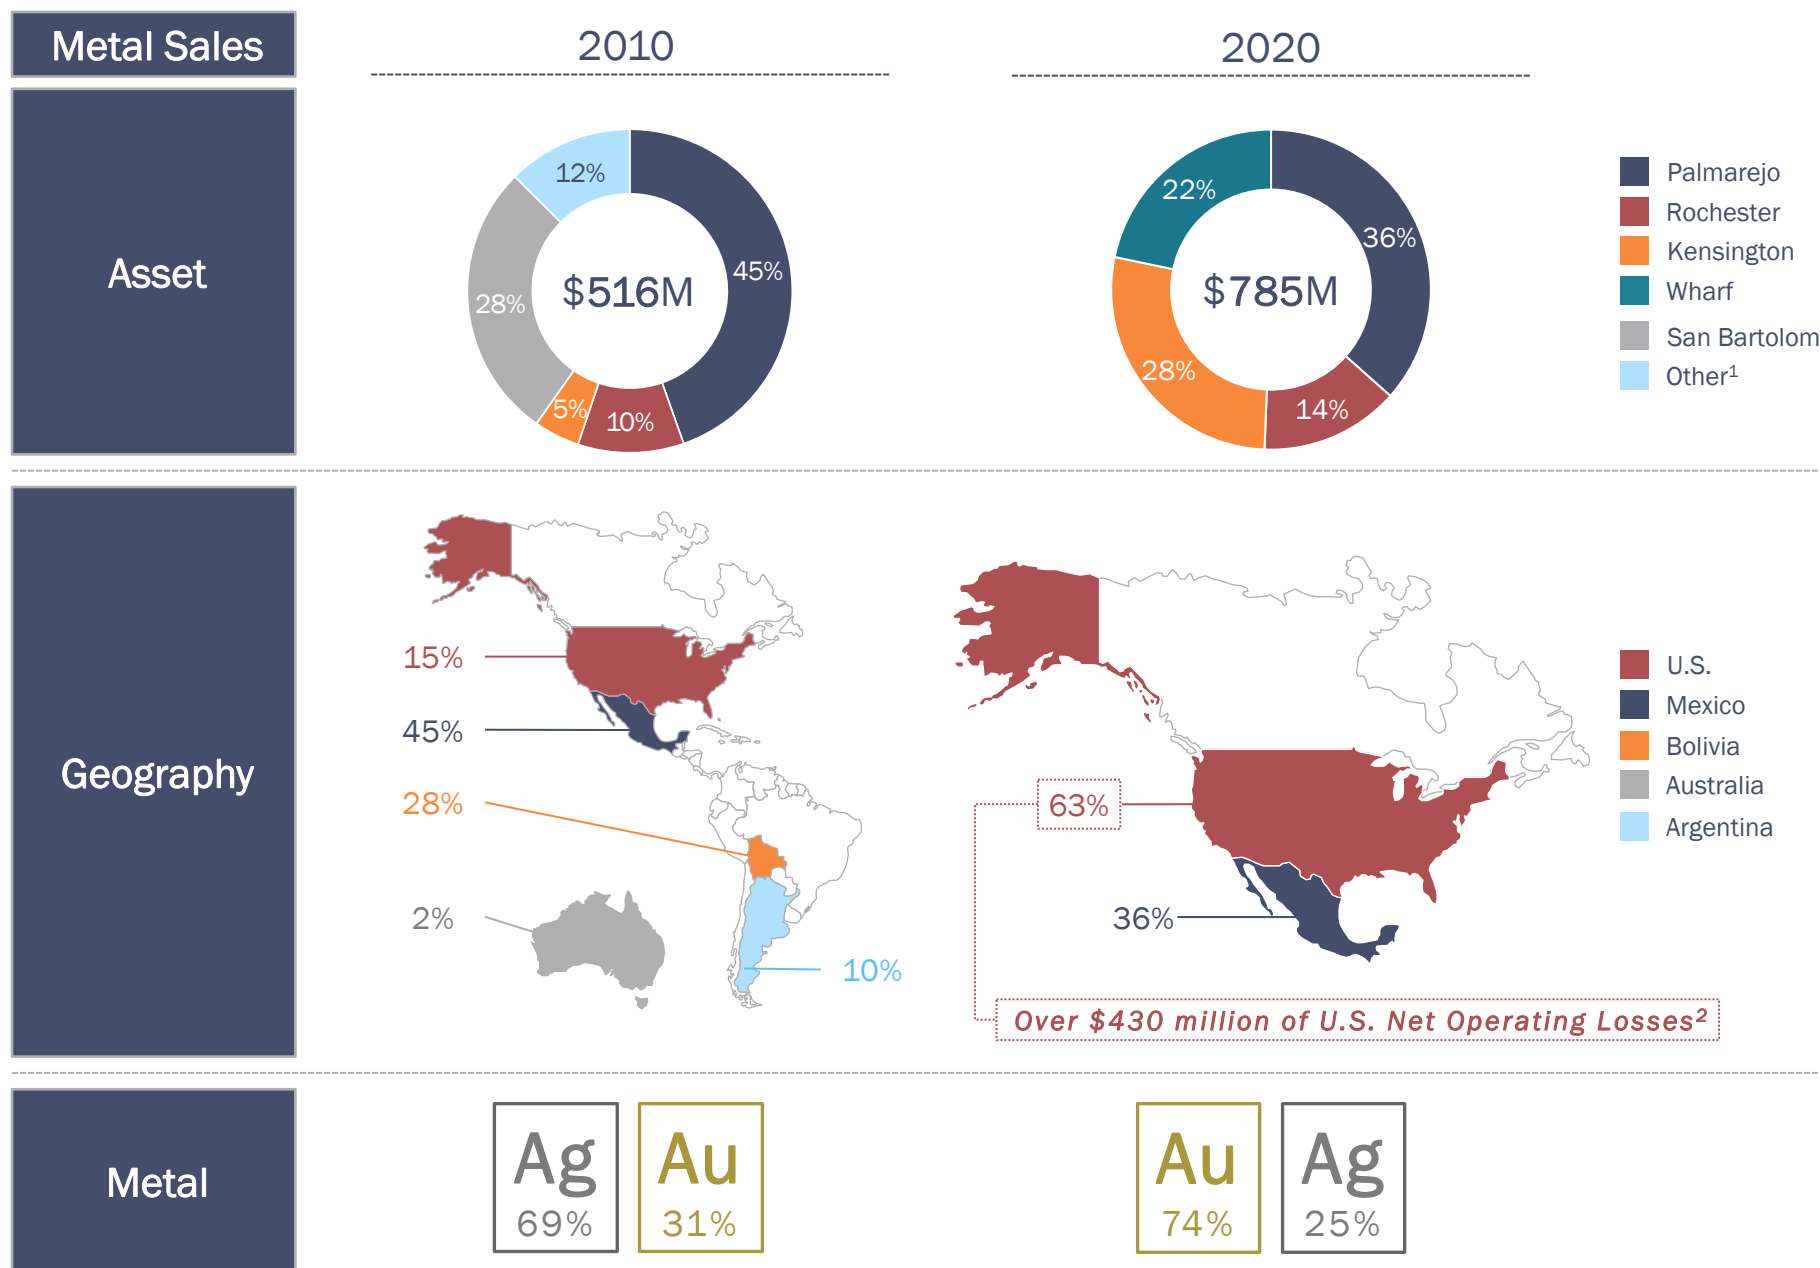 Metal Sales
2010
2020
Asset
12%
45%
28%
5%
10%
$516M
22%
36%
28%
14%
$785M
Palmarejo
Rochester
Kensington
Wharf
San Bartolom
Other¹
Geography
15%
45%
28%
2%
10%
63%
36%
Over $430 million of U.S. Net Operating Losses²
U.S.
Mexico
Bolivia
Australia
Argentina
Metal
Ag
69%
Au
31%
Au
74%
Ag
25%